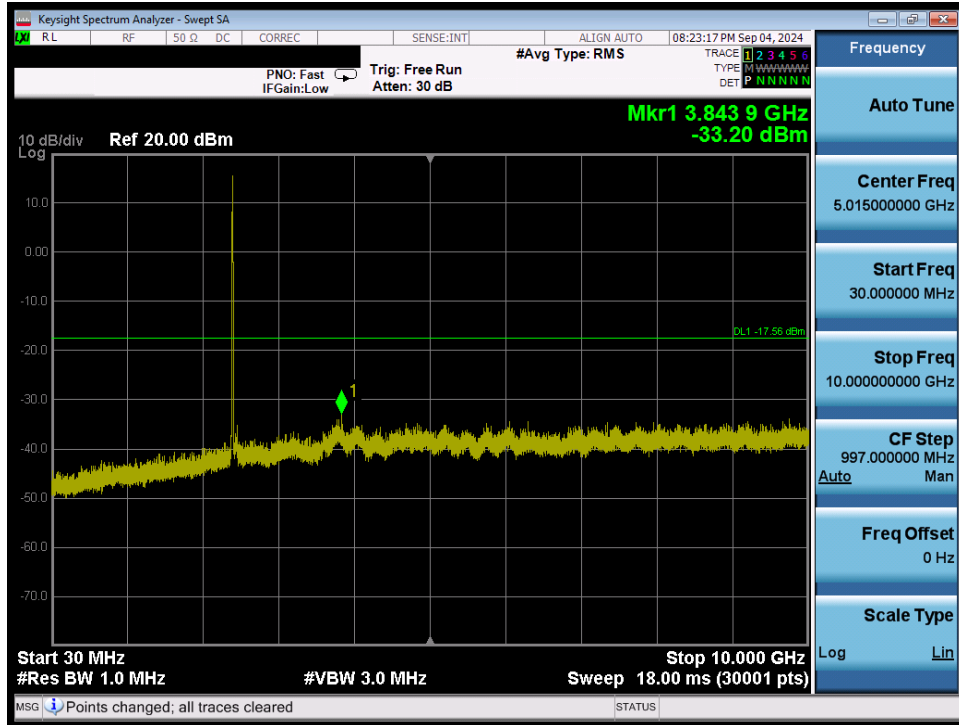 Keysight Spectrum Analyzer - Swept SA
LXI RL RF 50 Ω DC CORREC SENSE:INT ALIGN AUTO 08:23:17 PM Sep 04, 2024
Frequency
#Avg Type: RMS
TRACE 1 2 3 4 5 6
PNO: Fast Trig: Free Run
TYPE M WWWWW
IFGain:Low Atten: 30 dB
DET P N N N N N
Auto Tune
Mkr1 3.843 9 GHz
-33.20 dBm
10 dB/div Ref 20.00 dBm
Log
Center Freq
5.015000000 GHz
10.0
0.00
Start Freq
30.000000 MHz
-10.0
DL1 -17.56 dBm
-20.0
Stop Freq
10.000000000 GHz
1
-30.0
CF Step
997.000000 MHz
Auto Man
-40.0
-50.0
Freq Offset
0 Hz
-60.0
-70.0
Scale Type
Log Lin
Start 30 MHz Stop 10.000 GHz
#Res BW 1.0 MHz #VBW 3.0 MHz Sweep 18.00 ms (30001 pts)
MSG Points changed; all traces cleared STATUS